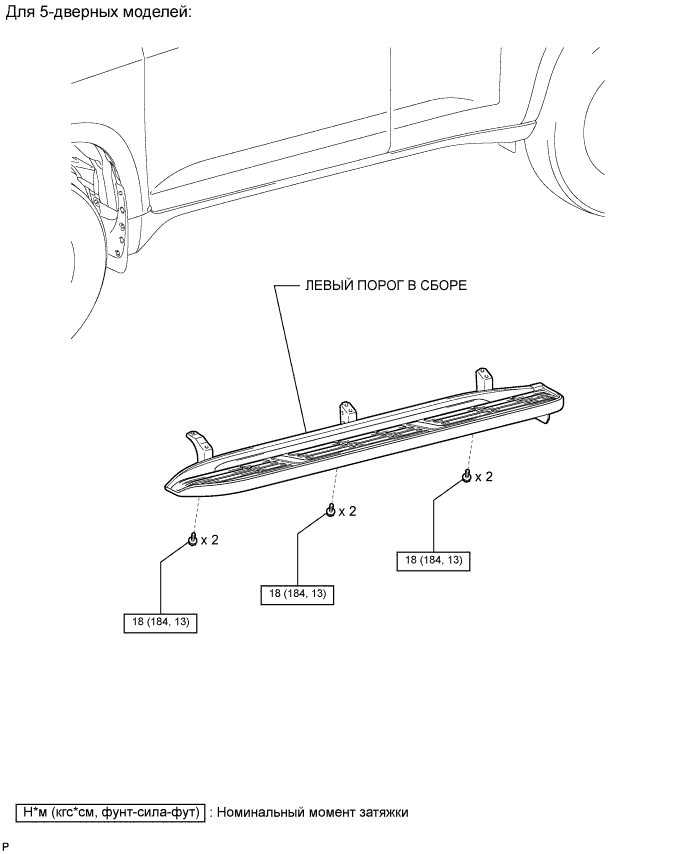 Для 5-дверных моделей:
ЛЕВЫЙ ПОРОГ В СБОРЕ
x 2
x 2
x 2
18 (184, 13)
18 (184, 13)
18 (184, 13)
Н*м (кгс*см, фунт-сила-фут) : Номинальный момент затяжки
P